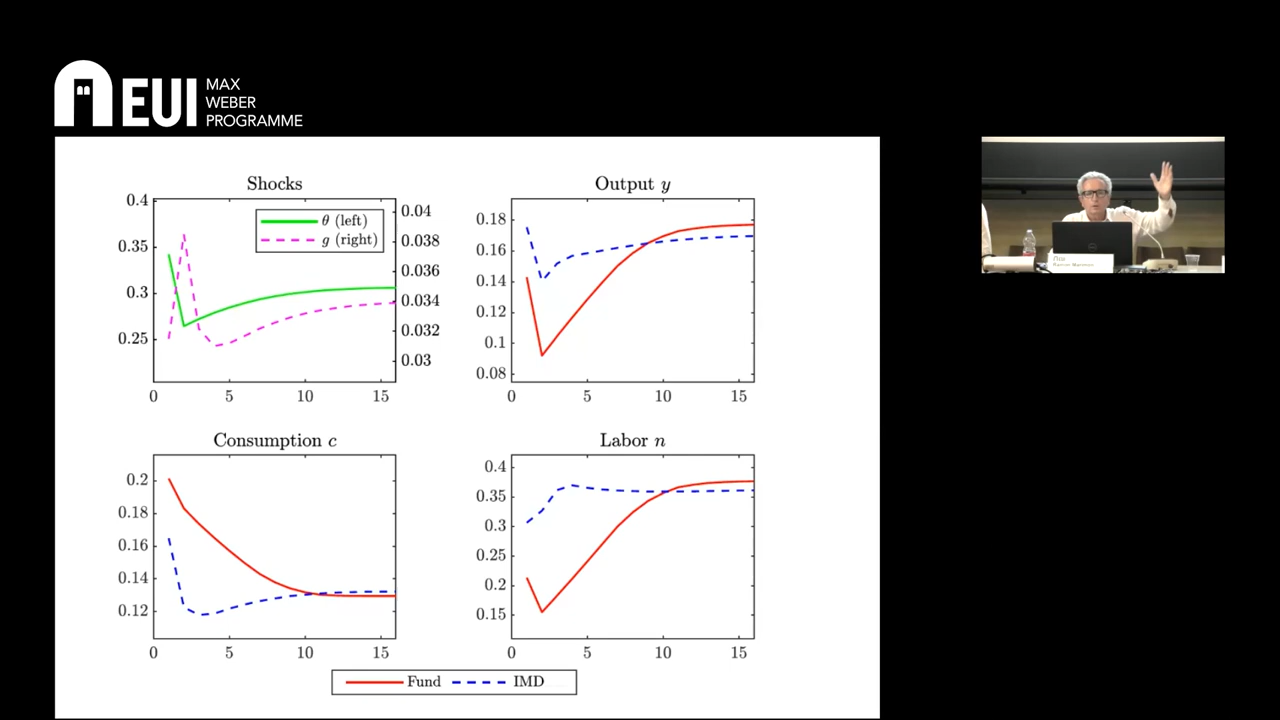 EUI
MAX
WEBER
PROGRAMME
Shocks
0.4
0.35
0.3
0.25
0.04
0.038
0.036
0.034
0.032
0.03
θ (left)
g (right)
0 5 10 15
Output y
0.18
0.16
0.14
0.12
0.1
0.08
0 5 10 15
Consumption c
0.2
0.18
0.16
0.14
0.12
0 5 10 15
Labor n
0.4
0.35
0.3
0.25
0.2
0.15
0 5 10 15
Fund IMD